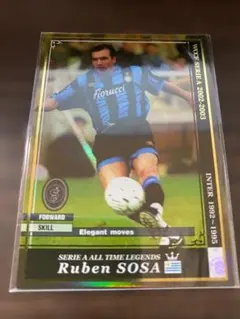 WCCF SERIE A 2002-2003
INTER 1992~1995
Fiorucci
FORWARD
SKILL
Elegant moves
SERIE A ALL TIME LEGENDS
Ruben SOSA